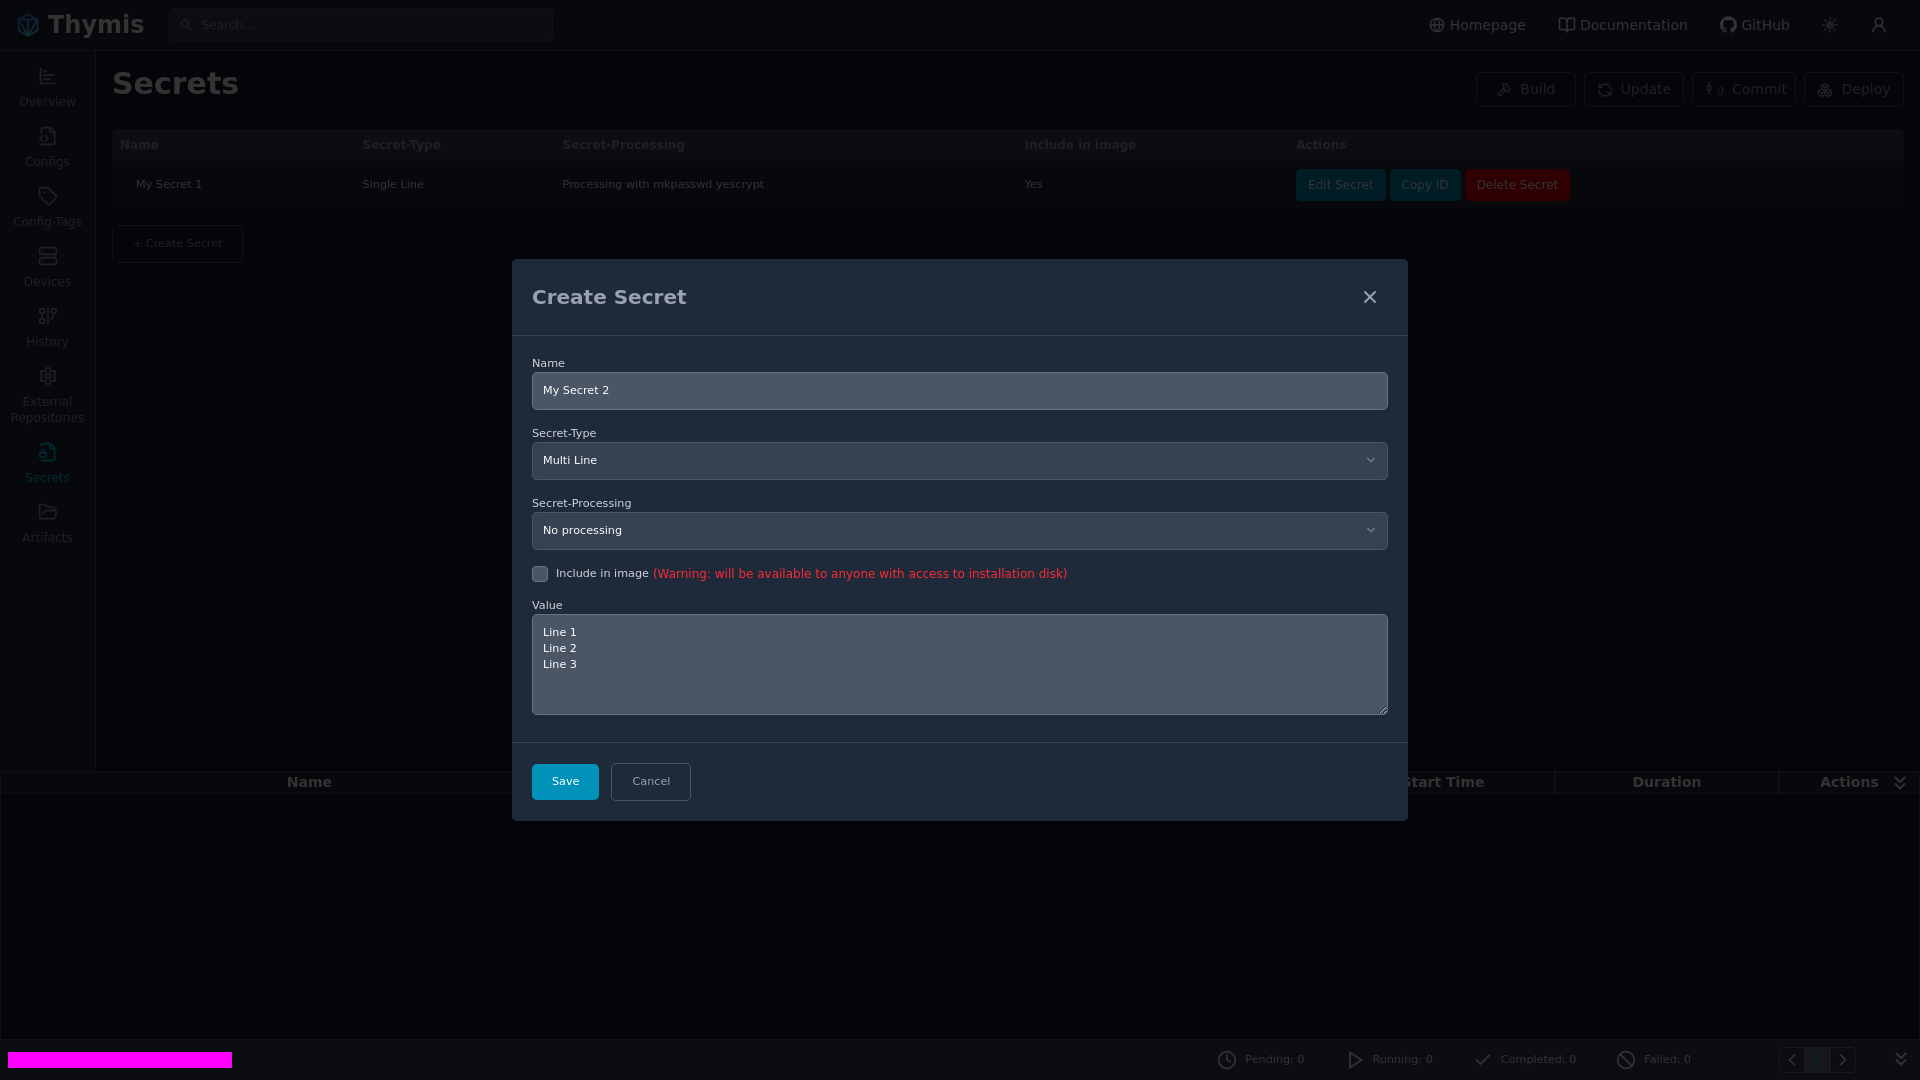 Thymis
Search...
Homepage
Documentation
GitHub
Overview
Configs
Config-Tags
Devices
History
External
Repositories
Secrets
Artifacts
Secrets
Build
Update
0 Commit
Deploy
Name Secret-Type Secret-Processing Include in image Actions
My Secret 1 Single Line Processing with mkpasswd yescrypt Yes Edit Secret Copy ID Delete Secret
+ Create Secret
Create Secret
Name
My Secret 2
Secret-Type
Multi Line
Secret-Processing
No processing
Include in image (Warning: will be available to anyone with access to installation disk)
Value
Line 1
Line 2
Line 3
Save
Cancel
Name Start Time Duration Actions
Pending: 0 Running: 0 Completed: 0 Failed: 0